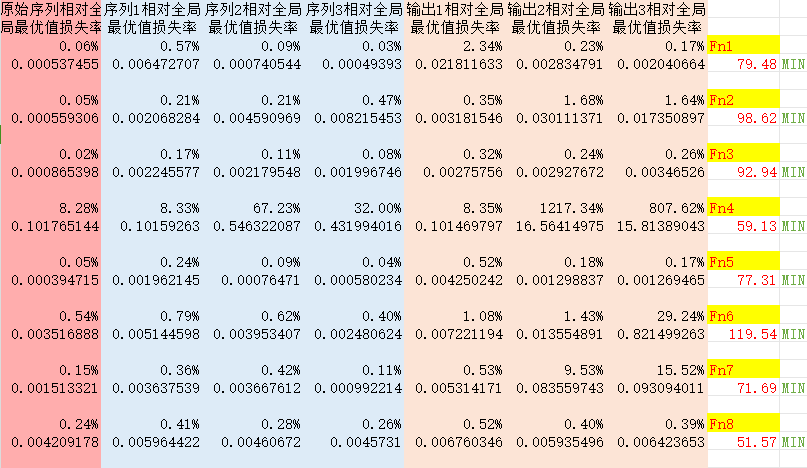 原始序列相对全局最优值损失率 序列1相对全局最优值损失率 序列2相对全局最优值损失率 序列3相对全局最优值损失率 输出1相对全局最优值损失率 输出2相对全局最优值损失率 输出3相对全局最优值损失率
0.06% 0.57% 0.09% 0.03% 2.34% 0.23% 0.17% Fn1
0.000537455 0.006472707 0.000740544 0.00049393 0.021811633 0.002834791 0.002040664 79.48 MIN
0.05% 0.21% 0.21% 0.47% 0.35% 1.68% 1.64% Fn2
0.000559306 0.002068284 0.004590969 0.008215453 0.003181546 0.030111371 0.017350897 98.62 MIN
0.02% 0.17% 0.11% 0.08% 0.32% 0.24% 0.26% Fn3
0.000865398 0.002245577 0.002179548 0.001996746 0.00275756 0.002927672 0.00346526 92.94 MIN
8.28% 8.33% 67.23% 32.00% 8.35% 1217.34% 807.62% Fn4
0.101765144 0.10159263 0.546322087 0.431994016 0.101469797 16.56414975 15.81389043 59.13 MIN
0.05% 0.24% 0.09% 0.04% 0.52% 0.18% 0.17% Fn5
0.000394715 0.001962145 0.00076471 0.000580234 0.004250242 0.001298837 0.001269465 77.31 MIN
0.54% 0.79% 0.62% 0.40% 1.08% 1.43% 29.24% Fn6
0.003516888 0.005144598 0.003953407 0.002480624 0.007221194 0.013554891 0.821499263 119.54 MIN
0.15% 0.36% 0.42% 0.11% 0.53% 9.53% 15.52% Fn7
0.001513321 0.003637539 0.003667612 0.000992214 0.005314171 0.083559743 0.093094011 71.69 MIN
0.24% 0.41% 0.28% 0.26% 0.52% 0.40% 0.39% Fn8
0.004209178 0.005964422 0.00460672 0.0045731 0.006760346 0.005935496 0.006423653 51.57 MIN